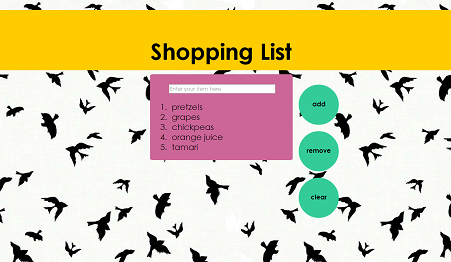 Shopping List
Enter your item here
1. pretzels
2. grapes
3. chickpeas
4. orange juice
5. tamari
add
remove
clear